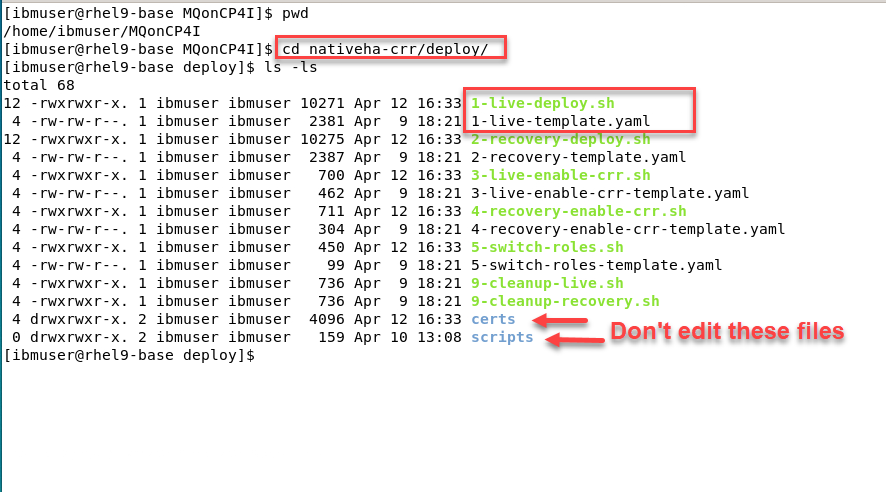 [ibmuser@rhel9-base MQonCP4I]$ pwd
/home/ibmuser/MQonCP4I
[ibmuser@rhel9-base MQonCP4I]$ cd nativeha-crr/deploy/
[ibmuser@rhel9-base deploy]$ ls -ls
total 68
12 -rwxrwxr-x. 1 ibmuser ibmuser 10271 Apr 12 16:33 1-live-deploy.sh
 4 -rw-rw-r--. 1 ibmuser ibmuser  2381 Apr  9 18:21 1-live-template.yaml
12 -rwxrwxr-x. 1 ibmuser ibmuser 10275 Apr 12 16:33 2-recovery-deploy.sh
 4 -rw-rw-r--. 1 ibmuser ibmuser  2387 Apr  9 18:21 2-recovery-template.yaml
 4 -rwxrwxr-x. 1 ibmuser ibmuser   700 Apr 12 16:33 3-live-enable-crr.sh
 4 -rw-rw-r--. 1 ibmuser ibmuser   462 Apr  9 18:21 3-live-enable-crr-template.yaml
 4 -rwxrwxr-x. 1 ibmuser ibmuser   711 Apr 12 16:33 4-recovery-enable-crr.sh
 4 -rw-rw-r--. 1 ibmuser ibmuser   304 Apr  9 18:21 4-recovery-enable-crr-template.yaml
 4 -rwxrwxr-x. 1 ibmuser ibmuser   450 Apr 12 16:33 5-switch-roles.sh
 4 -rw-rw-r--. 1 ibmuser ibmuser    99 Apr  9 18:21 5-switch-roles-template.yaml
 4 -rwxrwxr-x. 1 ibmuser ibmuser   736 Apr  9 18:21 9-cleanup-live.sh
 4 -rwxrwxr-x. 1 ibmuser ibmuser   736 Apr  9 18:21 9-cleanup-recovery.sh
 4 drwxrwxr-x. 2 ibmuser ibmuser  4096 Apr 12 16:33 certs
Don't edit these files
 0 drwxrwxr-x. 2 ibmuser ibmuser   159 Apr 10 13:08 scripts
[ibmuser@rhel9-base deploy]$